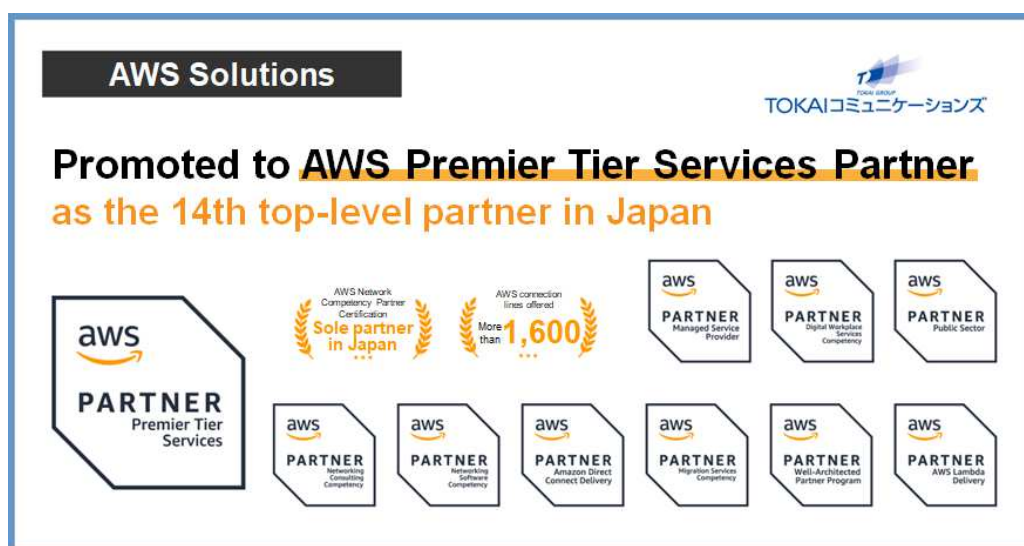 AWS Solutions
TOKAI GROUP
TOKAIコミュニケーションズ
Promoted to AWS Premier Tier Services Partner
as the 14th top-level partner in Japan
aws
PARTNER
Premier Tier
Services
AWS Network
Competency Partner
Certification
Sole partner
in Japan
AWS connection
lines offered
More
than
1,600
aws
PARTNER
Managed Service
Provider
aws
PARTNER
Digital Workplace
Services
Competency
aws
PARTNER
Public Sector
aws
PARTNER
Networking
Consulting
Competency
aws
PARTNER
Networking
Software
Competency
aws
PARTNER
Amazon Direct
Connect Delivery
aws
PARTNER
Migration Services
Competency
aws
PARTNER
Well-Architected
Partner Program
aws
PARTNER
AWS Lambda
Delivery